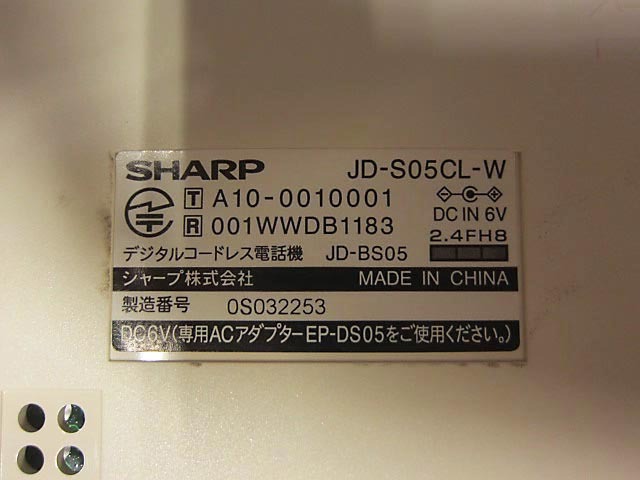 SHARP JD-S05CL-W
T A10-0010001
R 001WWDB1183
DC IN 6V
2.4FH8
デジタルコードレス電話機 JD-BS05
シャープ株式会社 MADE IN CHINA
製造番号 0S032253
DC6V(専用ACアダプターEP-DS05をご使用ください。)